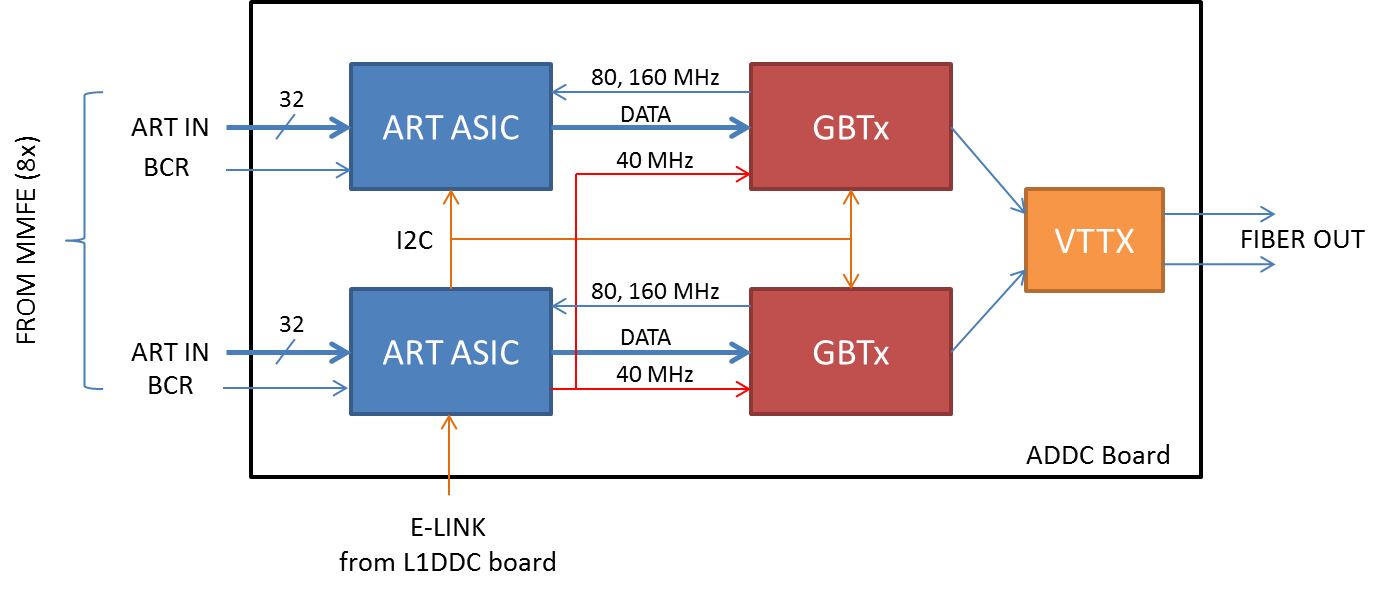 FROM MMFE (8x)
ART IN
32
BCR
ART ASIC
80, 160 MHz
DATA
40 MHz
GBTx
I2C
VTTX
FIBER OUT
ART IN
32
BCR
ART ASIC
80, 160 MHz
DATA
40 MHz
GBTx
ADDC Board
E-LINK
from L1DDC board